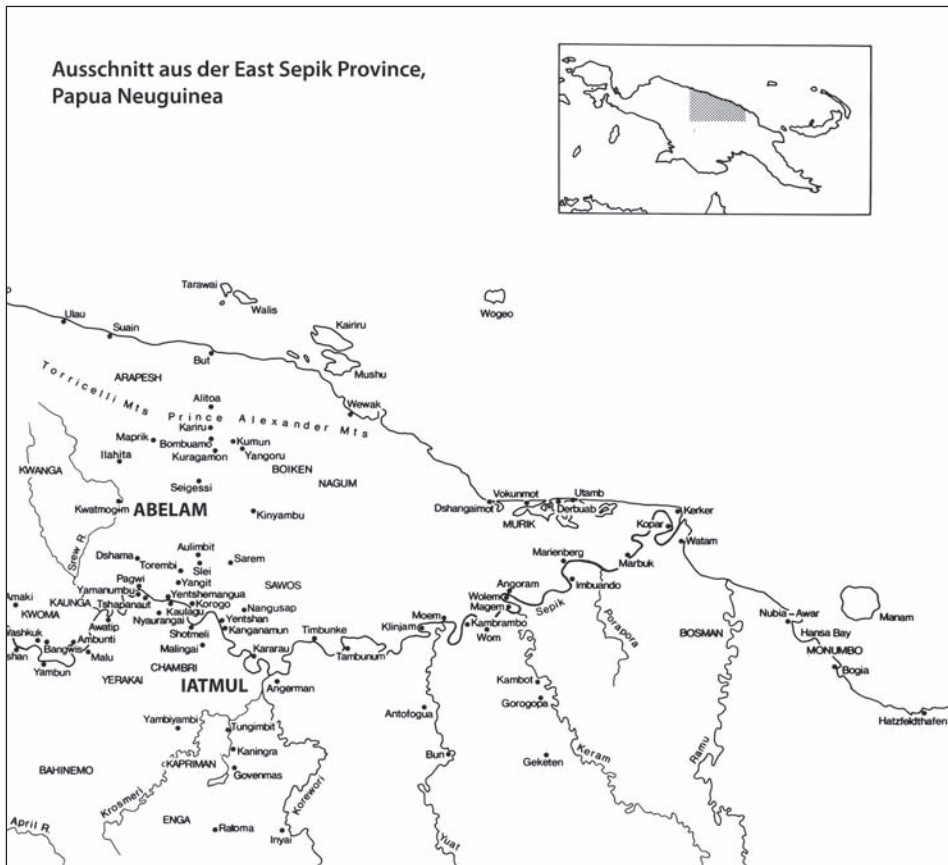 Ausschnitt aus der East Sepik Province,
Papua Neuguinea
Tarawai
Walis
Wogeo
Ulau
Suain
Kairiru
But
Mushu
ARAPESH
Torricelli Mts
Prince Alexander Mts
Alitoa
Wewak
Kariru
Maprik
Bombuamo
Kumun
Ilahita
Kuragamon
Yangoru
KWANGA
BOIKEN
Seigessi
NAGUM
Kwatmogim
ABELAM
Kinyambu
Vokunmot
Utamb
Dshangaimot
Derbuab
MURIK
Kerker
Kopar
Watam
Srew R.
Dshama
Aulimbit
Torembi
Slei
Sarem
Marienberg
Marbuk
Pagwi
Yangit
SAWOS
Angoram
Imbuando
Yamanumbu
Yentshemangua
Wolem
Amaki
KAUNGA
Tshapanaut
Korogo
Nangusap
Magem
Sepik
Manam
KWOMA
Kaulagu
Yentshan
Moem
Kambrambo
Porapora
Nubia – Awar
Awatip
Nyaurangai
Kanganamun
Timbunke
Klinjam
Wom
Hansa Bay
Washkuk
Ambunti
Shotmeli
BOSMAN
MONUMBO
shan
Bangwis
Malu
Malingai
Kararau
Tambunum
Bogia
Yambun
CHAMBRI
YERAKAI
IATMUL
Angerman
Kambot
Gorogopa
Hatzfeldthafen
Antofogua
Yambiyambi
Tungimbit
Kaningra
Bun
Geketen
Keram
Ramu
BAHINEMO
KAPRIMAN
Govenmas
Krosmeri
Korewori
April R.
ENGA
Ratoma
Inyai
Yuat